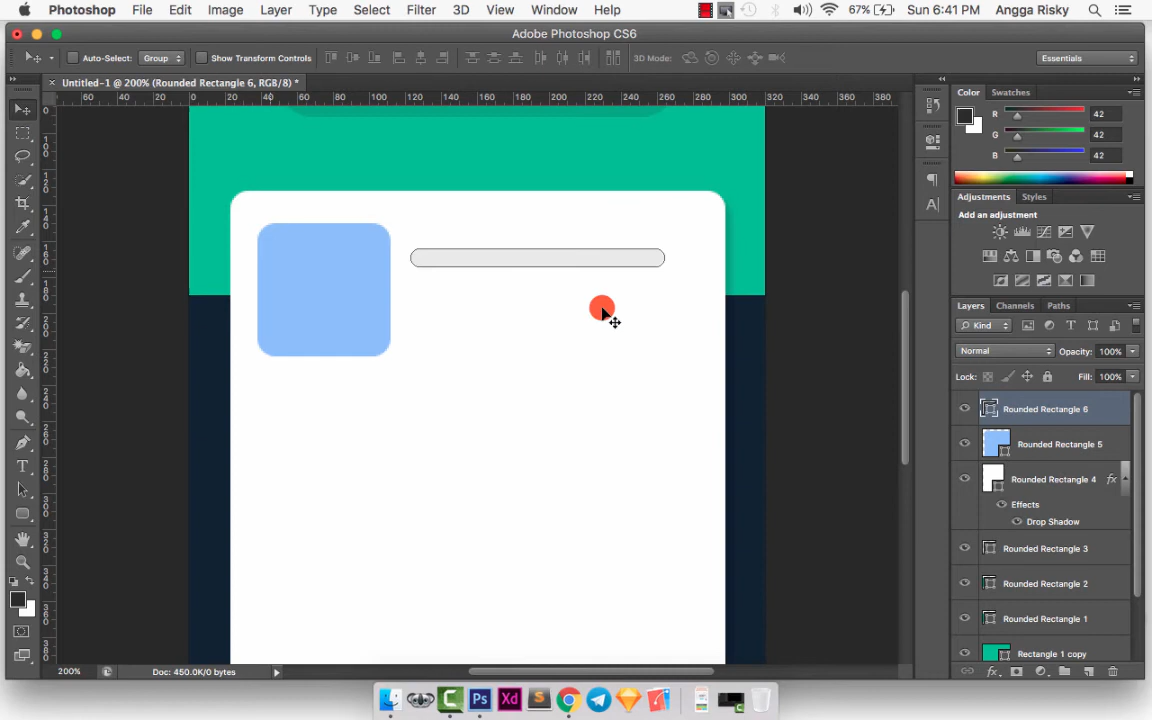 Photoshop File Edit Image Layer Type Select Filter 3D View Window Help 67% Sun 6:41 PM Angga Risky
Adobe Photoshop CS6
Auto-Select: Group Show Transform Controls 3D Mode: Essentials
Untitled-1 @ 200% (Rounded Rectangle 6, RGB/8) *
80 60 40 20 0 20 40 60 80 100 120 140 160 180 200 220 240 260 280 300 320 340 360 380
Color Swatches
R 42
G 42
B 42
Adjustments Styles
Add an adjustment
Layers Channels Paths
Kind
Normal Opacity: 100%
Lock: Fill: 100%
Rounded Rectangle 6
Rounded Rectangle 5
Rounded Rectangle 4 fx
Effects
Drop Shadow
Rounded Rectangle 3
Rounded Rectangle 2
Rounded Rectangle 1
Rectangle 1 copy
200% Doc: 450.0K/0 bytes
Ps Xd S